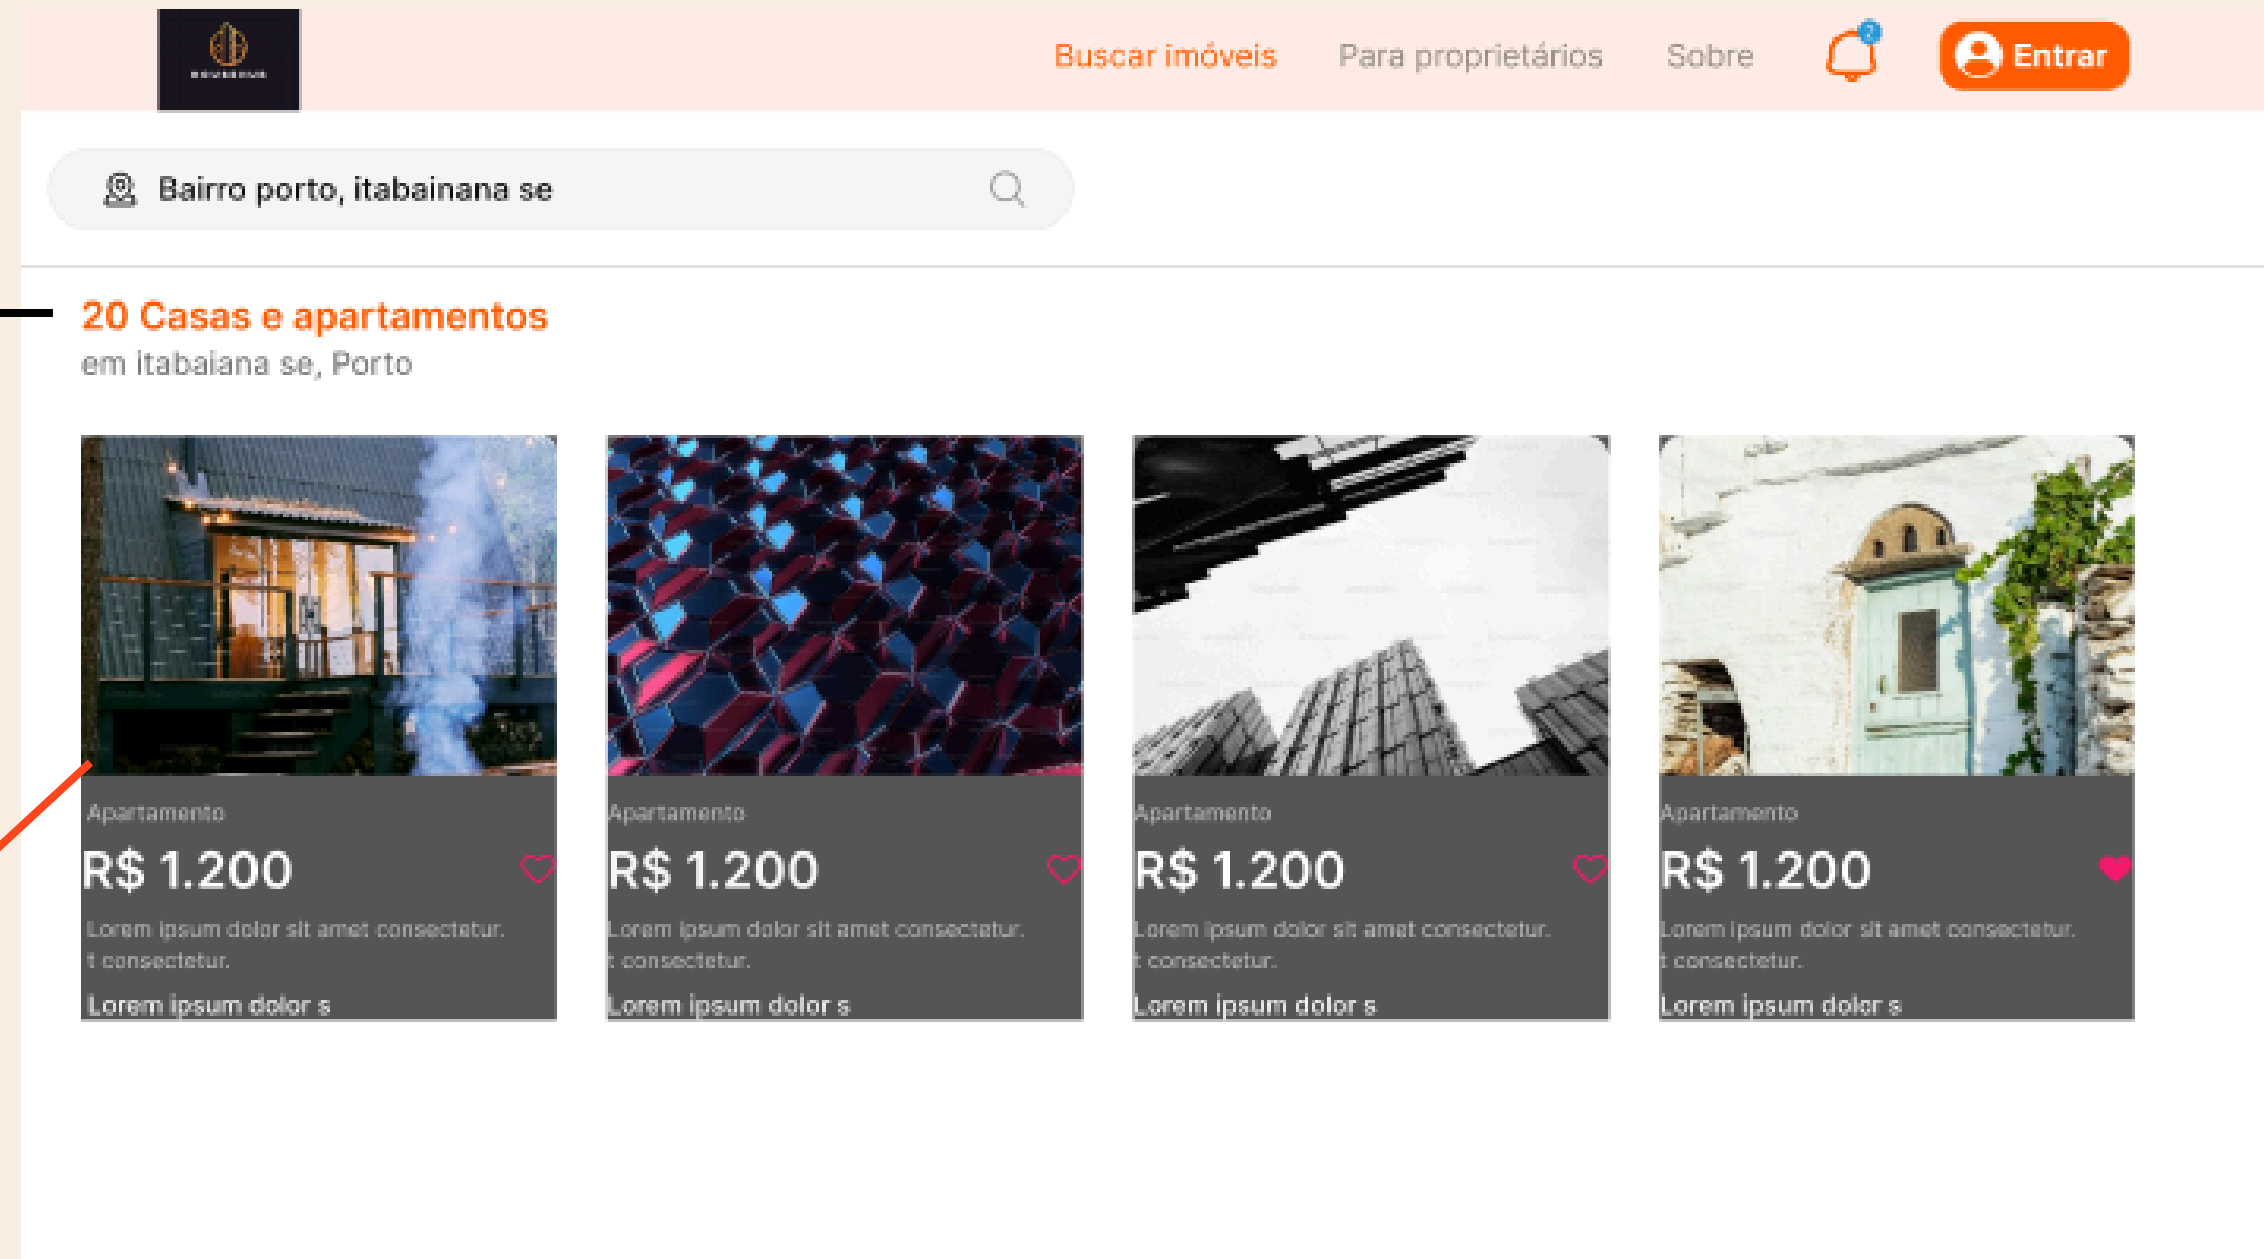 Buscar imóveis Para proprietários Sobre 2 Entrar
Bairro porto, itabainana se
20 Casas e apartamentos
em itabaiana se, Porto
Apartamento
R$ 1.200
Lorem ipsum dolor sit amet consectetur.
t consectetur.
Lorem ipsum dolor s
Apartamento
R$ 1.200
Lorem ipsum dolor sit amet consectetur.
t consectetur.
Lorem ipsum dolor s
Apartamento
R$ 1.200
Lorem ipsum dolor sit amet consectetur.
t consectetur.
Lorem ipsum dolor s
Apartamento
R$ 1.200
Lorem ipsum dolor sit amet consectetur.
t consectetur.
Lorem ipsum dolor s